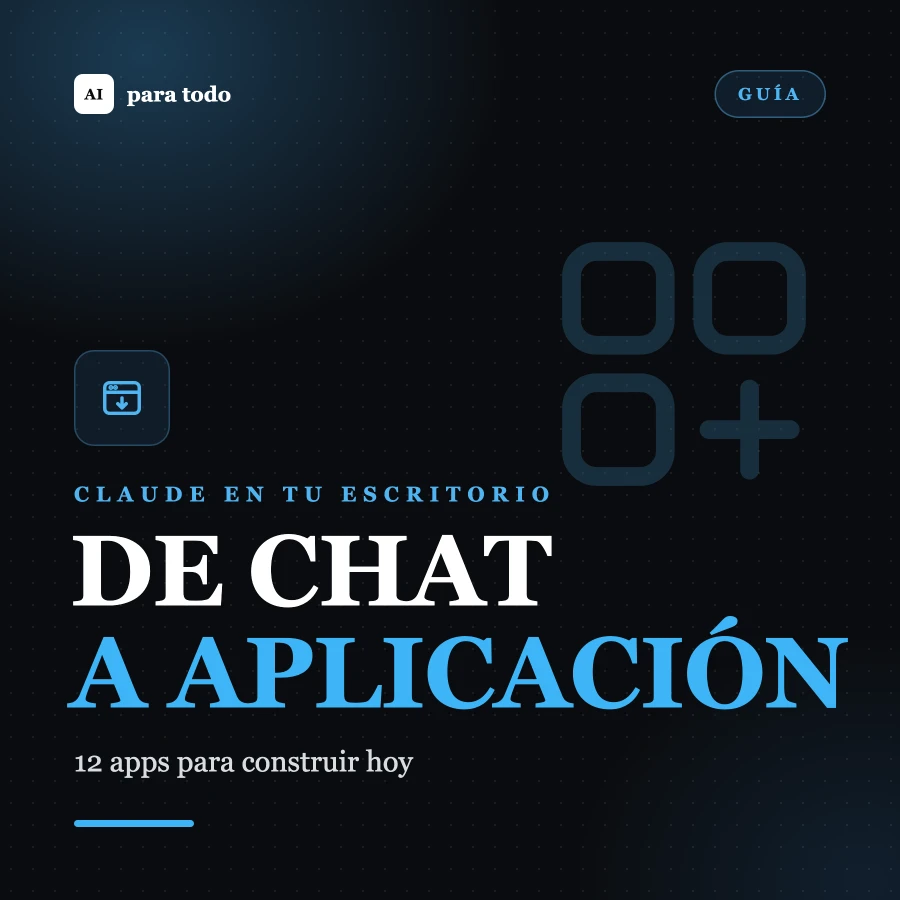 AI para todo
GUÍA
CLAUDE EN TU ESCRITORIO
DE CHAT
A APLICACIÓN
12 apps para construir hoy